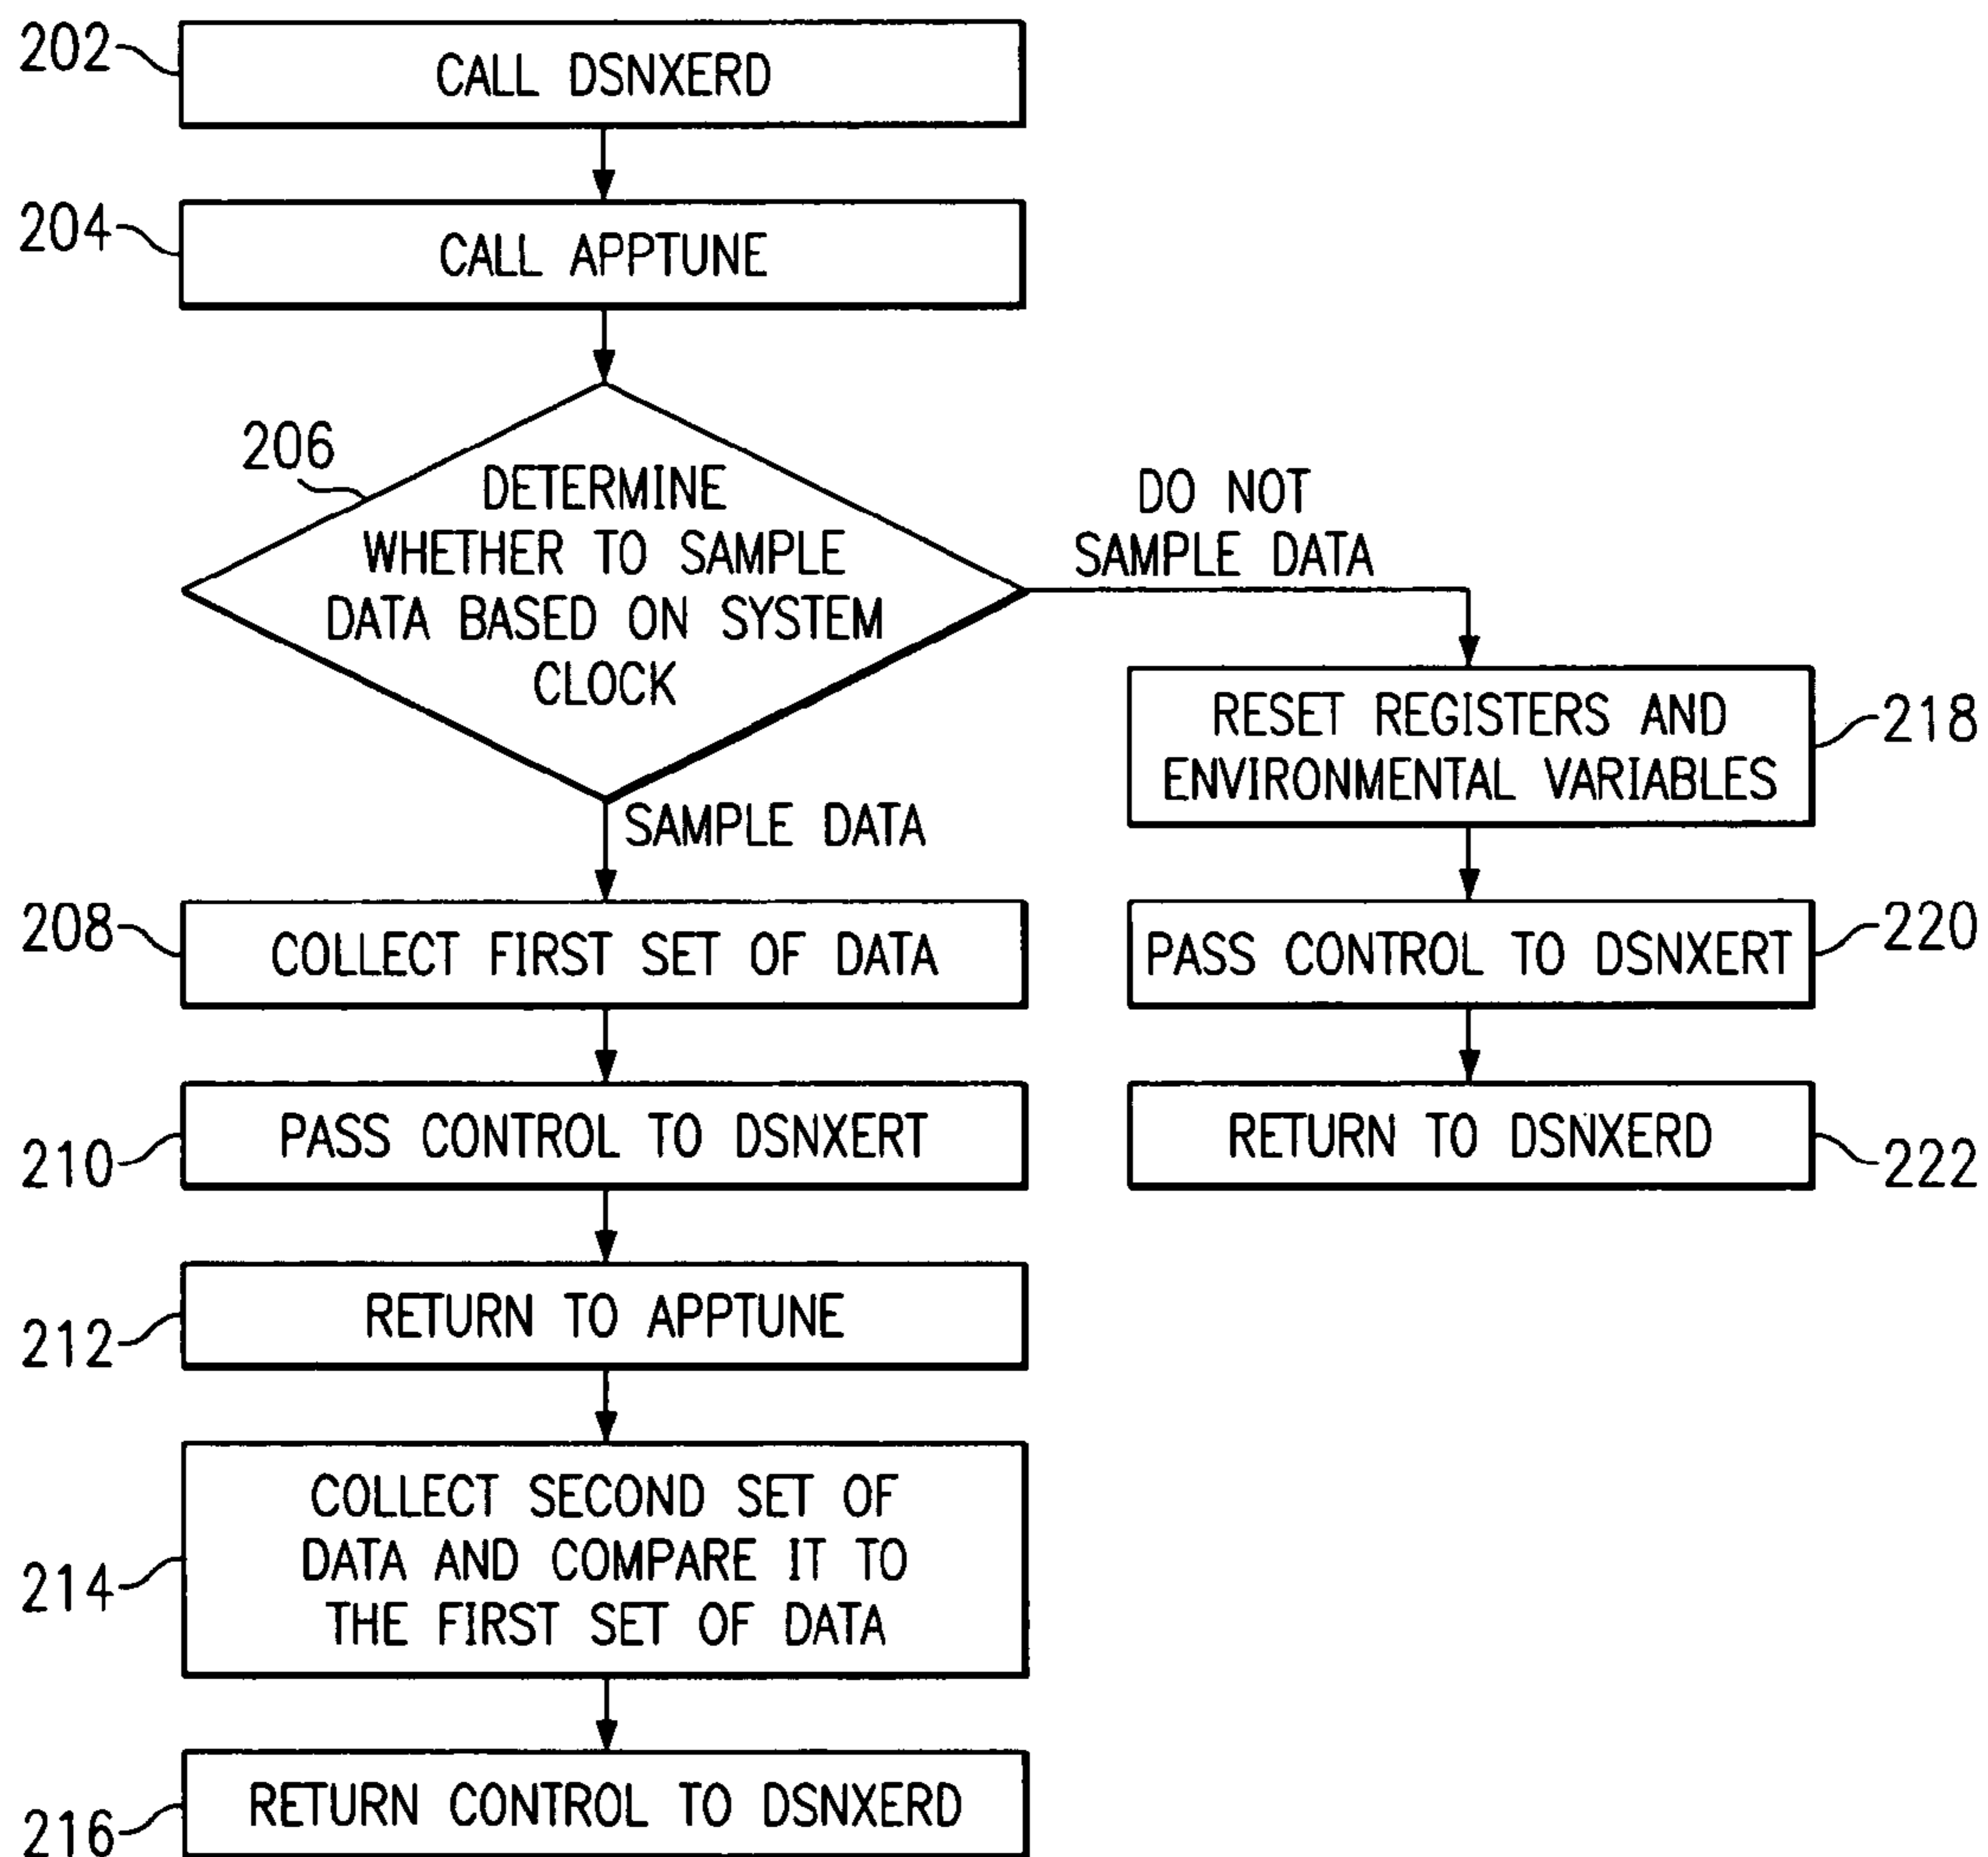 202
CALL DSNXERD
204
CALL APPTUNE
206
DETERMINE
WHETHER TO SAMPLE
DATA BASED ON SYSTEM
CLOCK
DO NOT
SAMPLE DATA
SAMPLE DATA
RESET REGISTERS AND
ENVIRONMENTAL VARIABLES
218
208
COLLECT FIRST SET OF DATA
PASS CONTROL TO DSNXERT
220
210
PASS CONTROL TO DSNXERT
RETURN TO DSNXERD
222
212
RETURN TO APPTUNE
214
COLLECT SECOND SET OF
DATA AND COMPARE IT TO
THE FIRST SET OF DATA
216
RETURN CONTROL TO DSNXERD